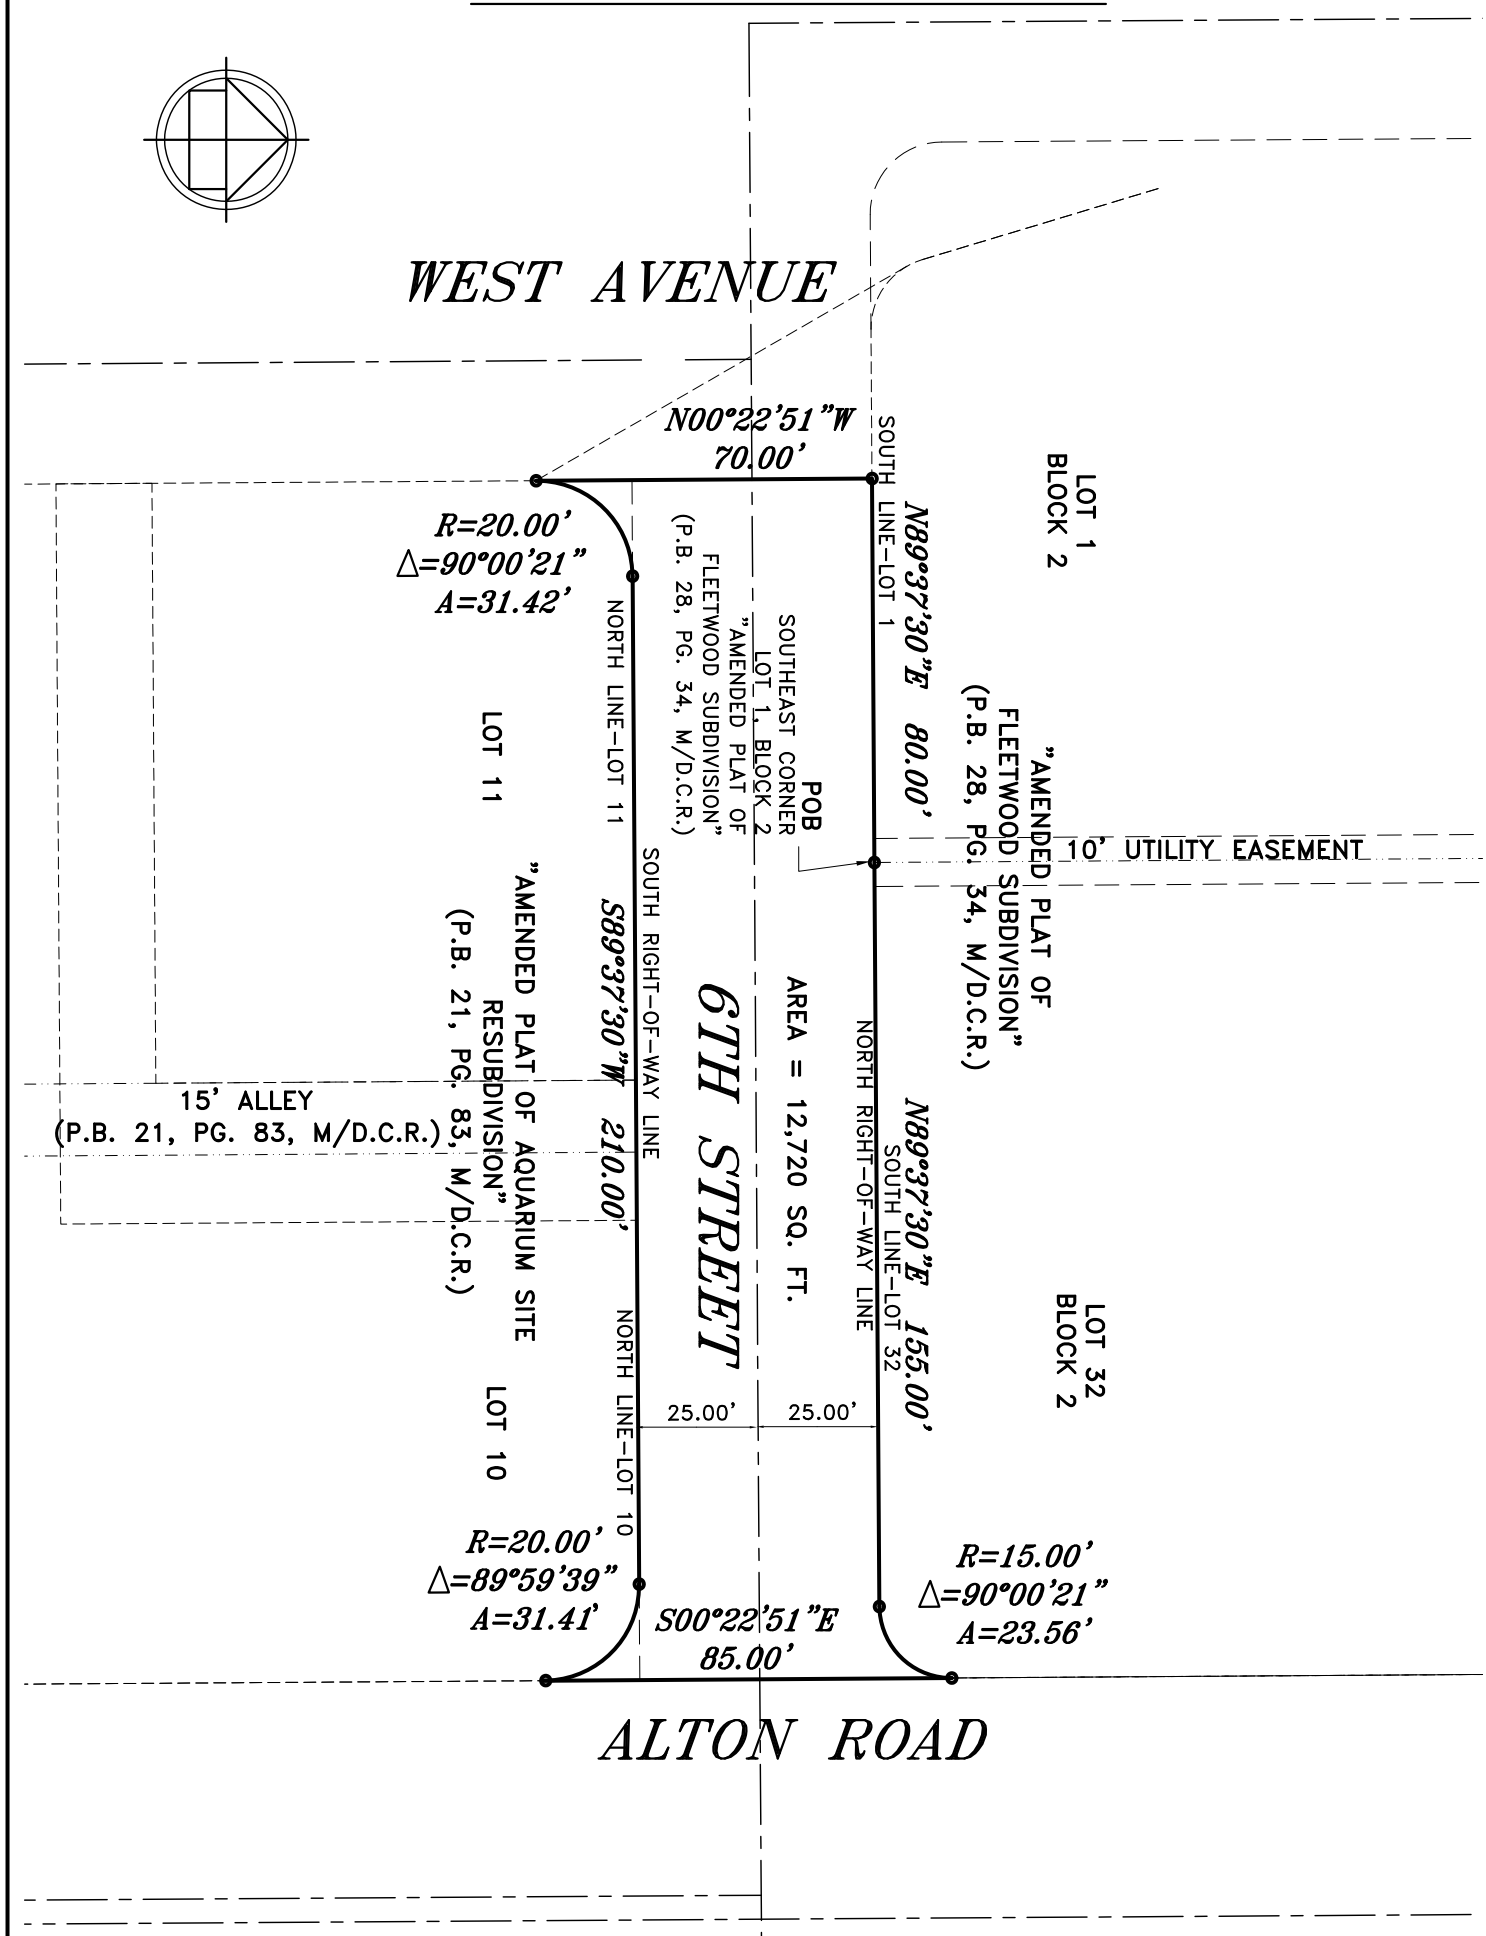 WEST AVENUE
N00°22'51"W
70.00'
SOUTH LINE-LOT 1
N89°37'30"E 80.00'
LOT 1
BLOCK 2
R=20.00'
Δ=90°00'21"
A=31.42'
NORTH LINE-LOT 11
LOT 11
POB
SOUTHEAST CORNER
LOT 1, BLOCK 2
"AMENDED PLAT OF
FLEETWOOD SUBDIVISION"
(P.B. 28, PG. 34, M/D.C.R.)
"AMENDED PLAT OF
FLEETWOOD SUBDIVISION"
(P.B. 28, PG. 34, M/D.C.R.)
10' UTILITY EASEMENT
SOUTH RIGHT-OF-WAY LINE
S89°37'30"W 210.00'
"AMENDED PLAT OF AQUARIUM SITE
RESUBDIVISION"
(P.B. 21, PG. 83, M/D.C.R.)
15' ALLEY
(P.B. 21, PG. 83, M/D.C.R.)
6TH STREET
AREA = 12,720 SQ. FT.
NORTH RIGHT-OF-WAY LINE
SOUTH LINE-LOT 32
N89°37'30"E 155.00'
LOT 32
BLOCK 2
25.00'
25.00'
NORTH LINE-LOT 10
LOT 10
R=20.00'
Δ=89°59'39"
A=31.41'
S00°22'51"E
85.00'
R=15.00'
Δ=90°00'21"
A=23.56'
ALTON ROAD